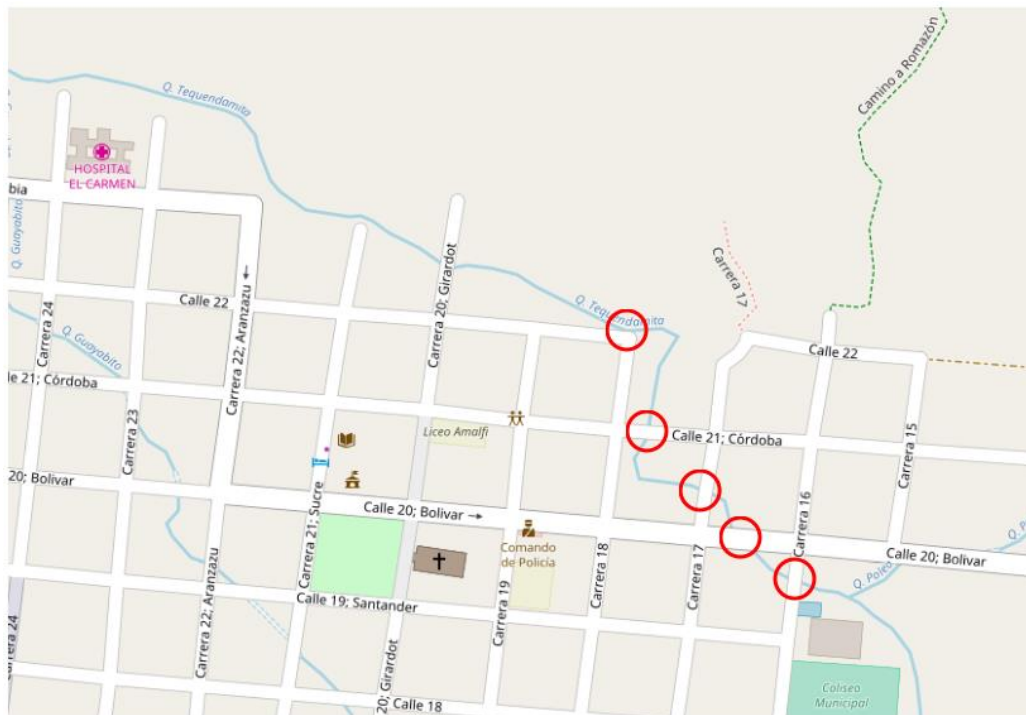 Q. Tequendamita
Camino a Romazón
HOSPITAL
EL CARMEN
bia
Q. Guayabito
Carrera 20; Girardot
Carrera 17
Calle 22
Carrera 22; Aranzazu
Q. Tequendamita
Carrera 24
Q. Guayabito
Calle 22
le 21; Córdoba
Carrera 23
Liceo Amalfi
Calle 21; Córdoba
Carrera 15
20; Bolivar
Carrera 21; Sucre
Calle 20; Bolivar
Carrera 16
Comando
de Policía
Carrera 18
Carrera 17
Calle 20; Bolivar
Q. Poleo
Carrera 22; Aranzazu
Calle 19; Santander
Carrera 19
Carrera 24
20; Girardot
Calle 18
Coliseo
Municipal